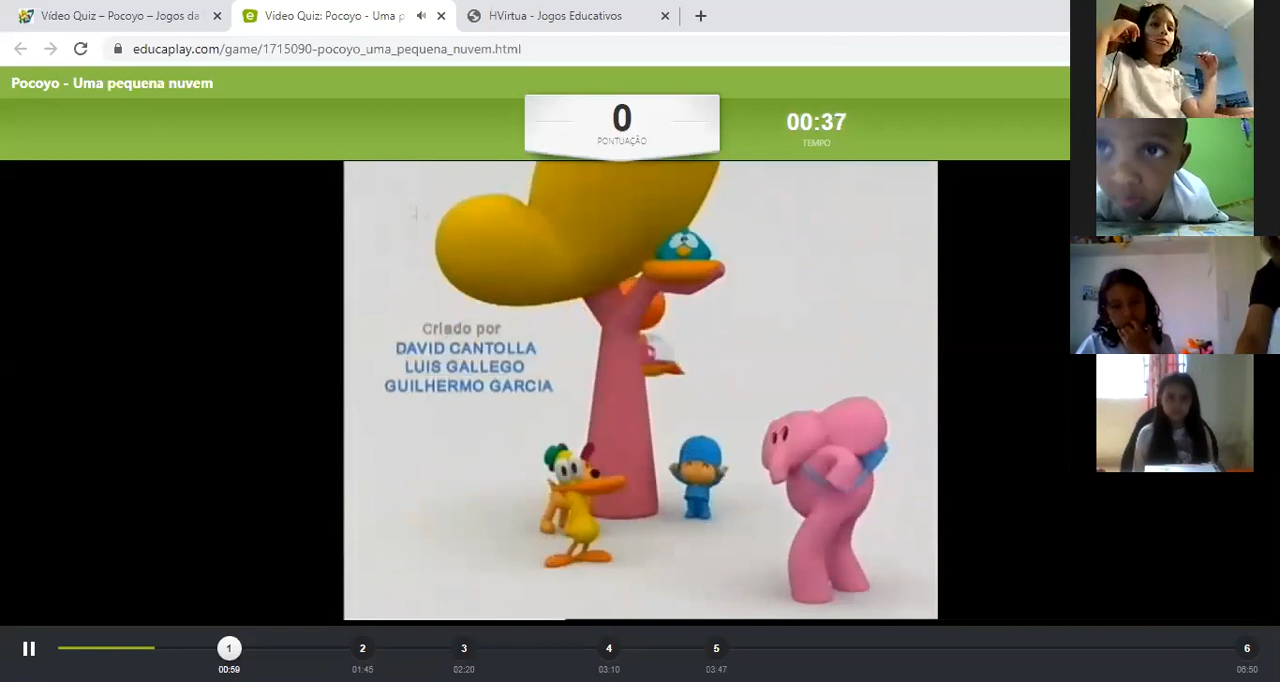 Vídeo Quiz – Pocoyo – Jogos da
Video Quiz: Pocoyo - Uma p
HVirtua - Jogos Educativos
educaplay.com/game/1715090-pocoyo_uma_pequena_nuvem.html
Pocoyo - Uma pequena nuvem
0
PONTUAÇÃO
00:37
TEMPO
Criado por
DAVID CANTOLLA
LUIS GALLEGO
GUILHERMO GARCIA
1 2 3 4 5 6
00:59 01:45 02:20 03:10 03:47 06:50